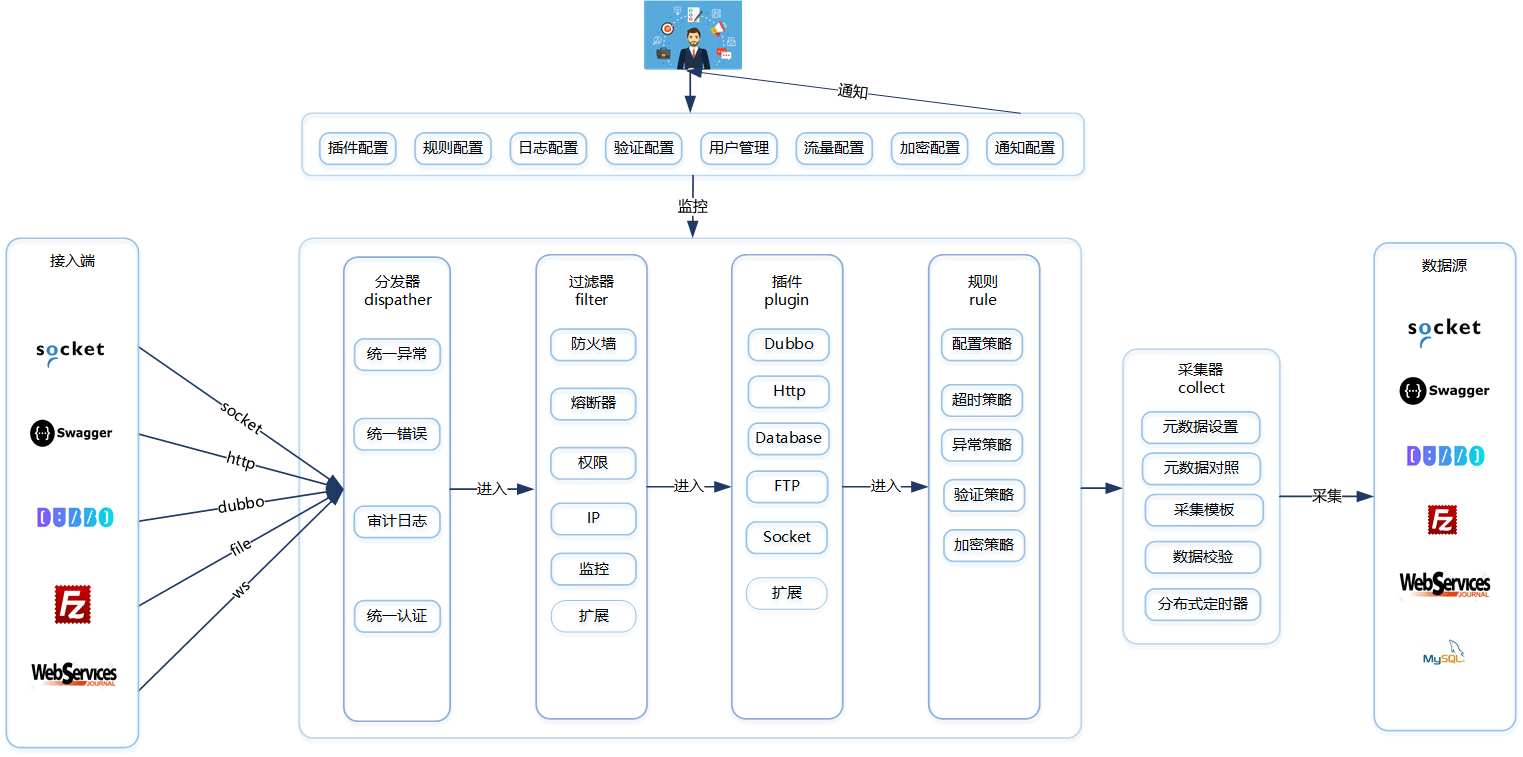 通知
插件配置
规则配置
日志配置
验证配置
用户管理
流量配置
加密配置
通知配置
监控
接入端
socket
Swagger
DUBBO
Fz
WebServices
JOURNAL
socket
http
dubbo
file
ws
分发器
dispather
统一异常
统一错误
审计日志
统一认证
进入
过滤器
filter
防火墙
熔断器
权限
IP
监控
扩展
进入
插件
plugin
Dubbo
Http
Database
FTP
Socket
扩展
进入
规则
rule
配置策略
超时策略
异常策略
验证策略
加密策略
采集器
collect
元数据设置
元数据对照
采集模板
数据校验
分布式定时器
采集
数据源
socket
Swagger
DUBBO
Fz
WebServices
JOURNAL
MySQL